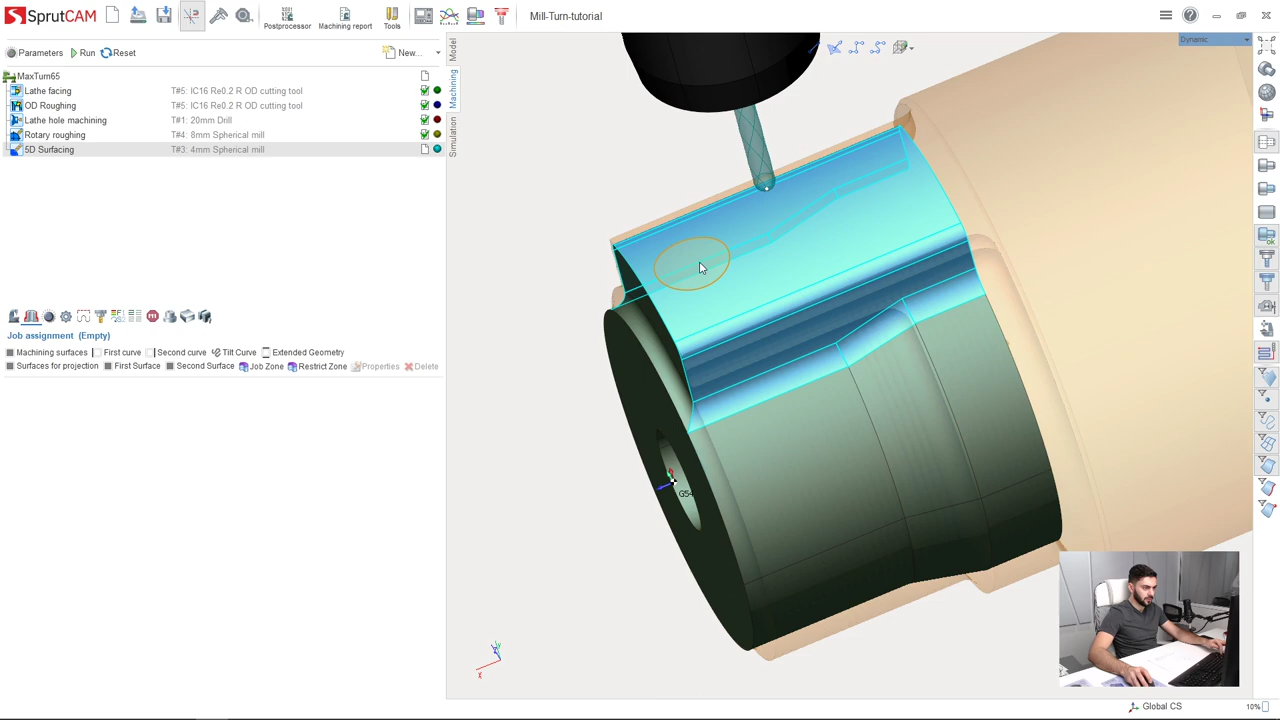 SprutCAM
Postprocessor
Machining report
Tools
Mill-Turn-tutorial
Parameters Run Reset
New...
Dynamic
Model
Machining
Simulation
MaxTurn65
Lathe facing T#5: C16 Re0.2 R OD cutting tool
OD Roughing T#5: C16 Re0.2 R OD cutting tool
Lathe hole machining T#1: 20mm Drill
Rotary roughing T#4: 8mm Spherical mill
5D Surfacing T#3: 4mm Spherical mill
Job assignment (Empty)
Machining surfaces First curve Second curve Tilt Curve Extended Geometry
Surfaces for projection First Surface Second Surface Job Zone Restrict Zone Properties Delete
G54
X
Global CS
10%